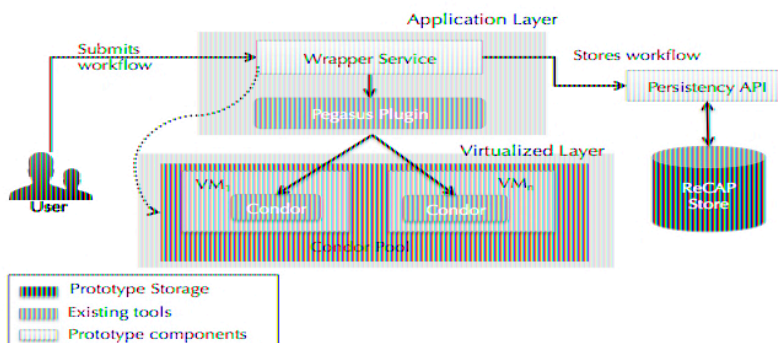 Application Layer
Submits
workflow
Wrapper Service
Stores workflow
Persistency API
Pegasus Plugin
Virtualized Layer
VM1
VMn
ReCAP
Store
User
Condor
Condor
Condor Pool
Prototype Storage
Existing tools
Prototype components